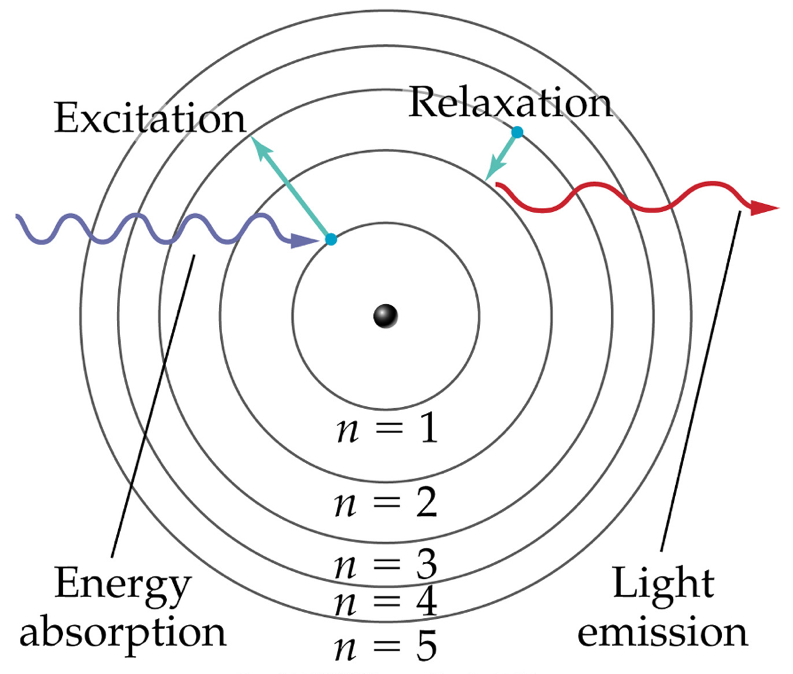 Excitation
Relaxation
n = 1
n = 2
n = 3
n = 4
n = 5
Energy
absorption
Light
emission